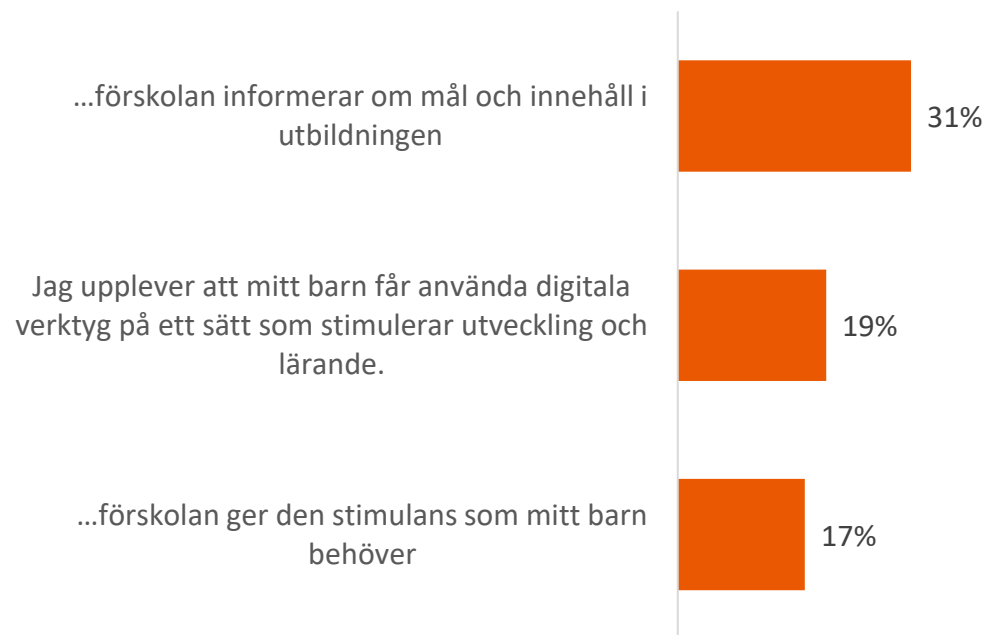 …förskolan informerar om mål och innehåll i
utbildningen
31%
Jag upplever att mitt barn får använda digitala
verktyg på ett sätt som stimulerar utveckling och
lärande.
19%
…förskolan ger den stimulans som mitt barn
behöver
17%